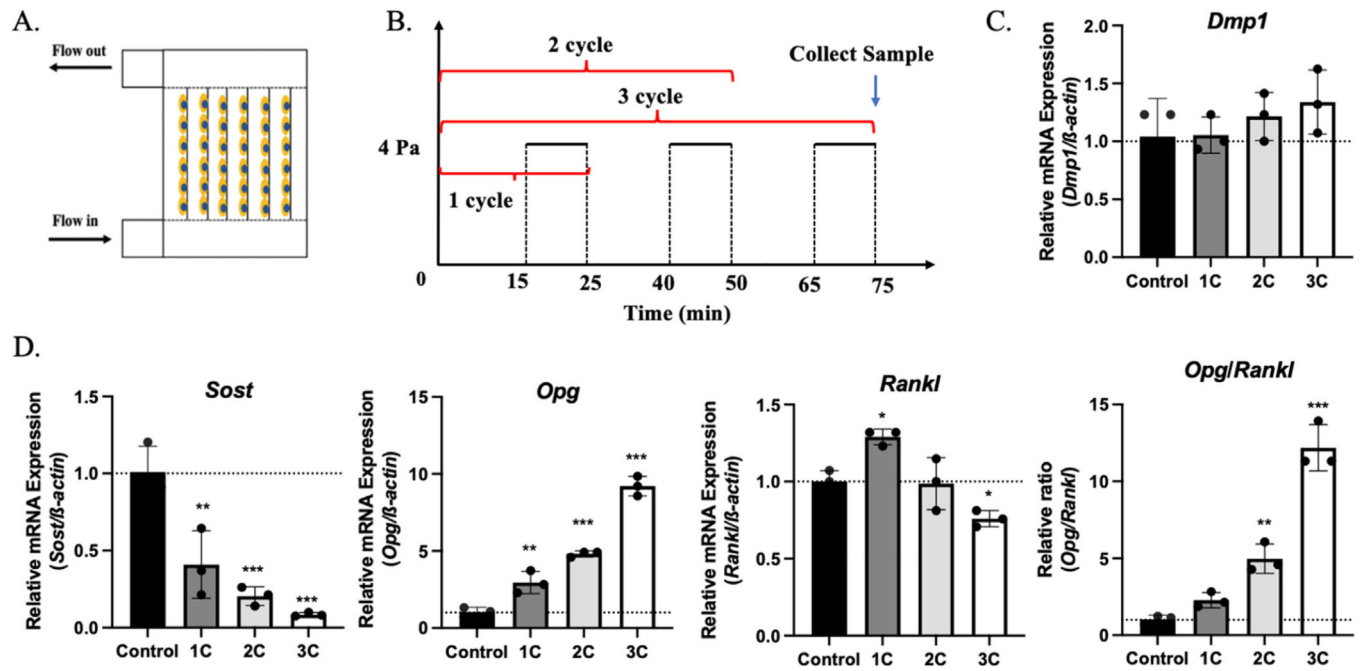 A.
Flow out
Flow in
B.
2 cycle
Collect Sample
3 cycle
4 Pa
1 cycle
0 15 25 40 50 65 75
Time (min)
C.
Dmp1
Relative mRNA Expression
(Dmp1/ß-actin)
2.0
1.5
1.0
0.5
0.0
Control 1C 2C 3C
D.
Sost
Relative mRNA Expression
(Sost/ß-actin)
1.5
1.0
0.5
0.0
**
***
***
Control 1C 2C 3C
Opg
Relative mRNA Expression
(Opg/ß-actin)
15
10
5
0
**
***
***
Control 1C 2C 3C
Rankl
Relative mRNA Expression
(Rankl/ß-actin)
1.5
1.0
0.5
0.0
*
*
Control 1C 2C 3C
Opg/Rankl
Relative ratio
(Opg/Rankl)
15
10
5
0
**
***
Control 1C 2C 3C